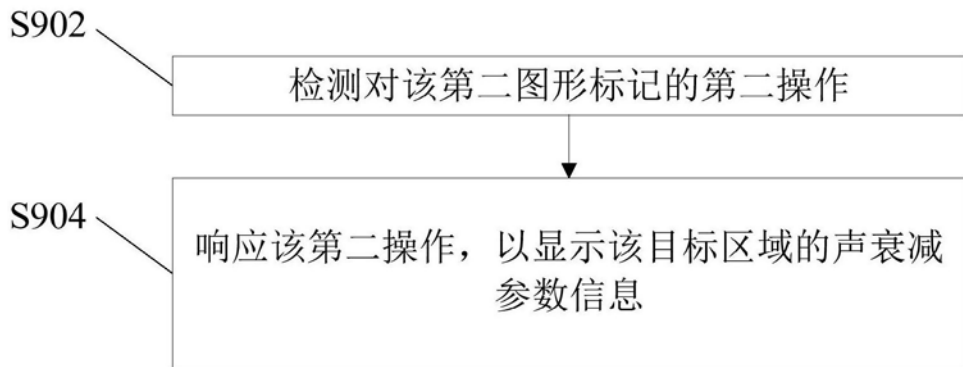 S902
检测对该第二图形标记的第二操作
S904
响应该第二操作，以显示该目标区域的声衰减
参数信息